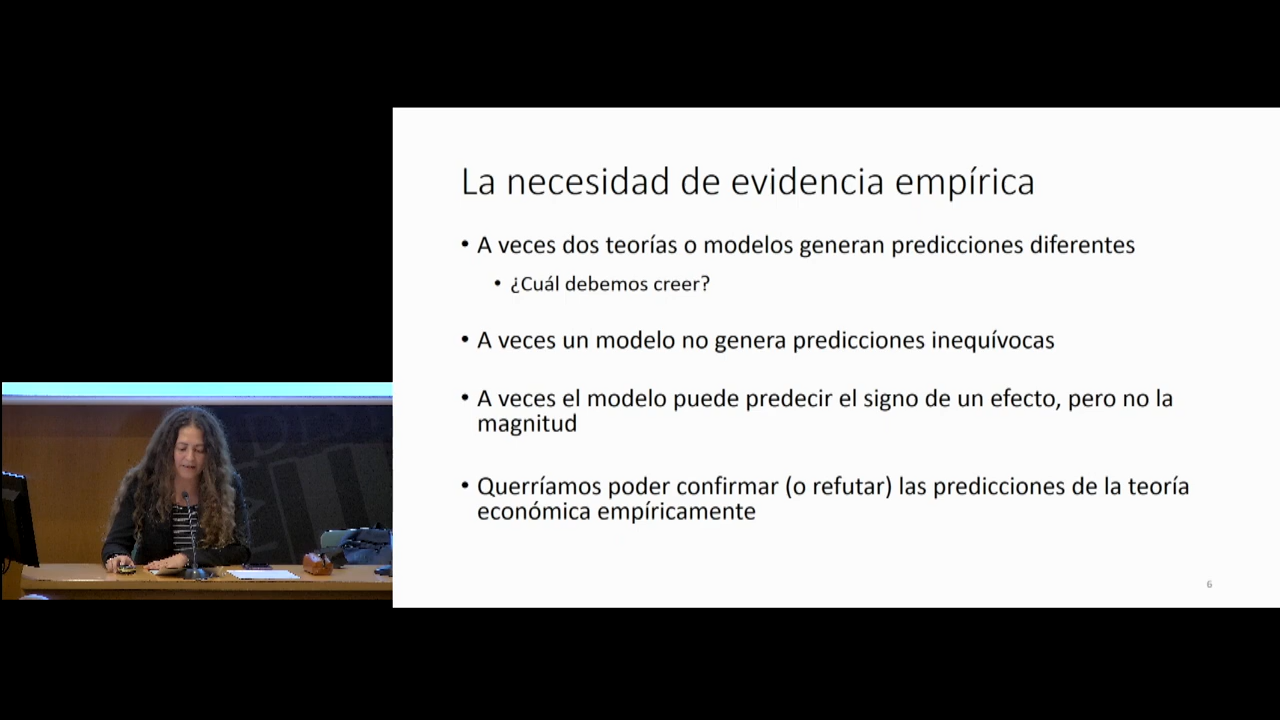 La necesidad de evidencia empírica
• A veces dos teorías o modelos generan predicciones diferentes
• ¿Cuál debemos creer?
• A veces un modelo no genera predicciones inequívocas
• A veces el modelo puede predecir el signo de un efecto, pero no la
magnitud
• Querríamos poder confirmar (o refutar) las predicciones de la teoría
económica empíricamente
6